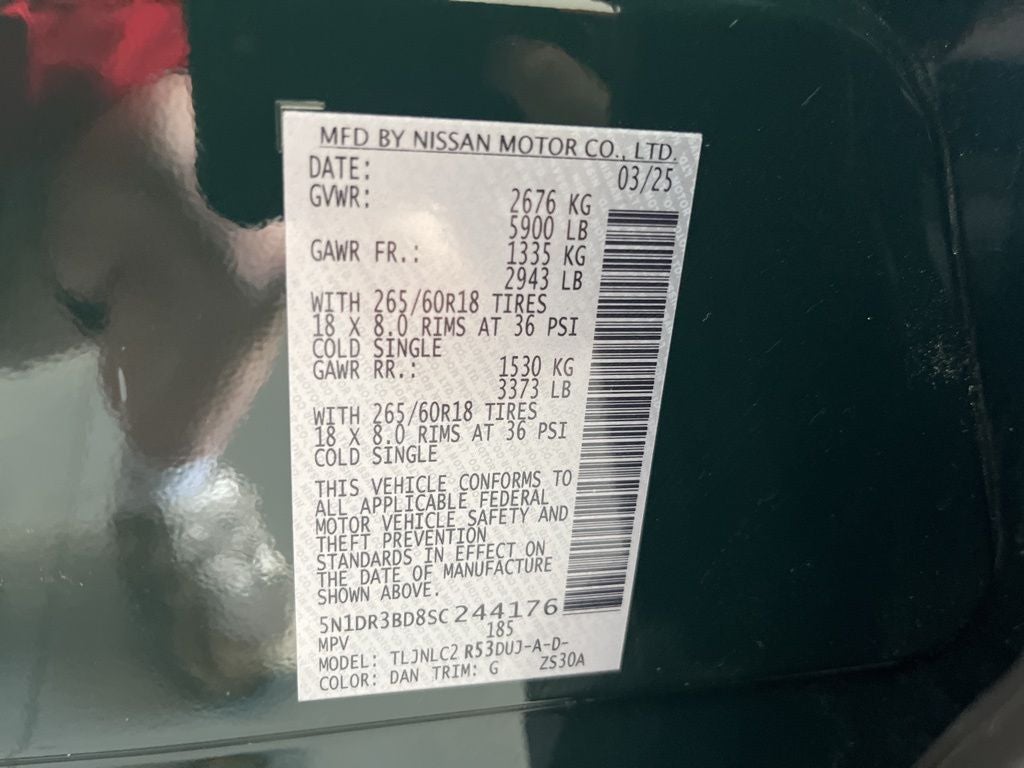 MFD BY NISSAN MOTOR CO., LTD.
DATE: 03/25
GVWR: 2676 KG
5900 LB
GAWR FR.: 1335 KG
2943 LB
WITH 265/60R18 TIRES
18 X 8.0 RIMS AT 36 PSI
COLD SINGLE
GAWR RR.: 1530 KG
3373 LB
WITH 265/60R18 TIRES
18 X 8.0 RIMS AT 36 PSI
COLD SINGLE
THIS VEHICLE CONFORMS TO
ALL APPLICABLE FEDERAL
MOTOR VEHICLE SAFETY AND
THEFT PREVENTION
STANDARDS IN EFFECT ON
THE DATE OF MANUFACTURE
SHOWN ABOVE.
5N1DR3BD8SC244176
MPV 185
MODEL: TLJNLC2 R53DUJ-A-D-
COLOR: DAN TRIM: G ZS30A